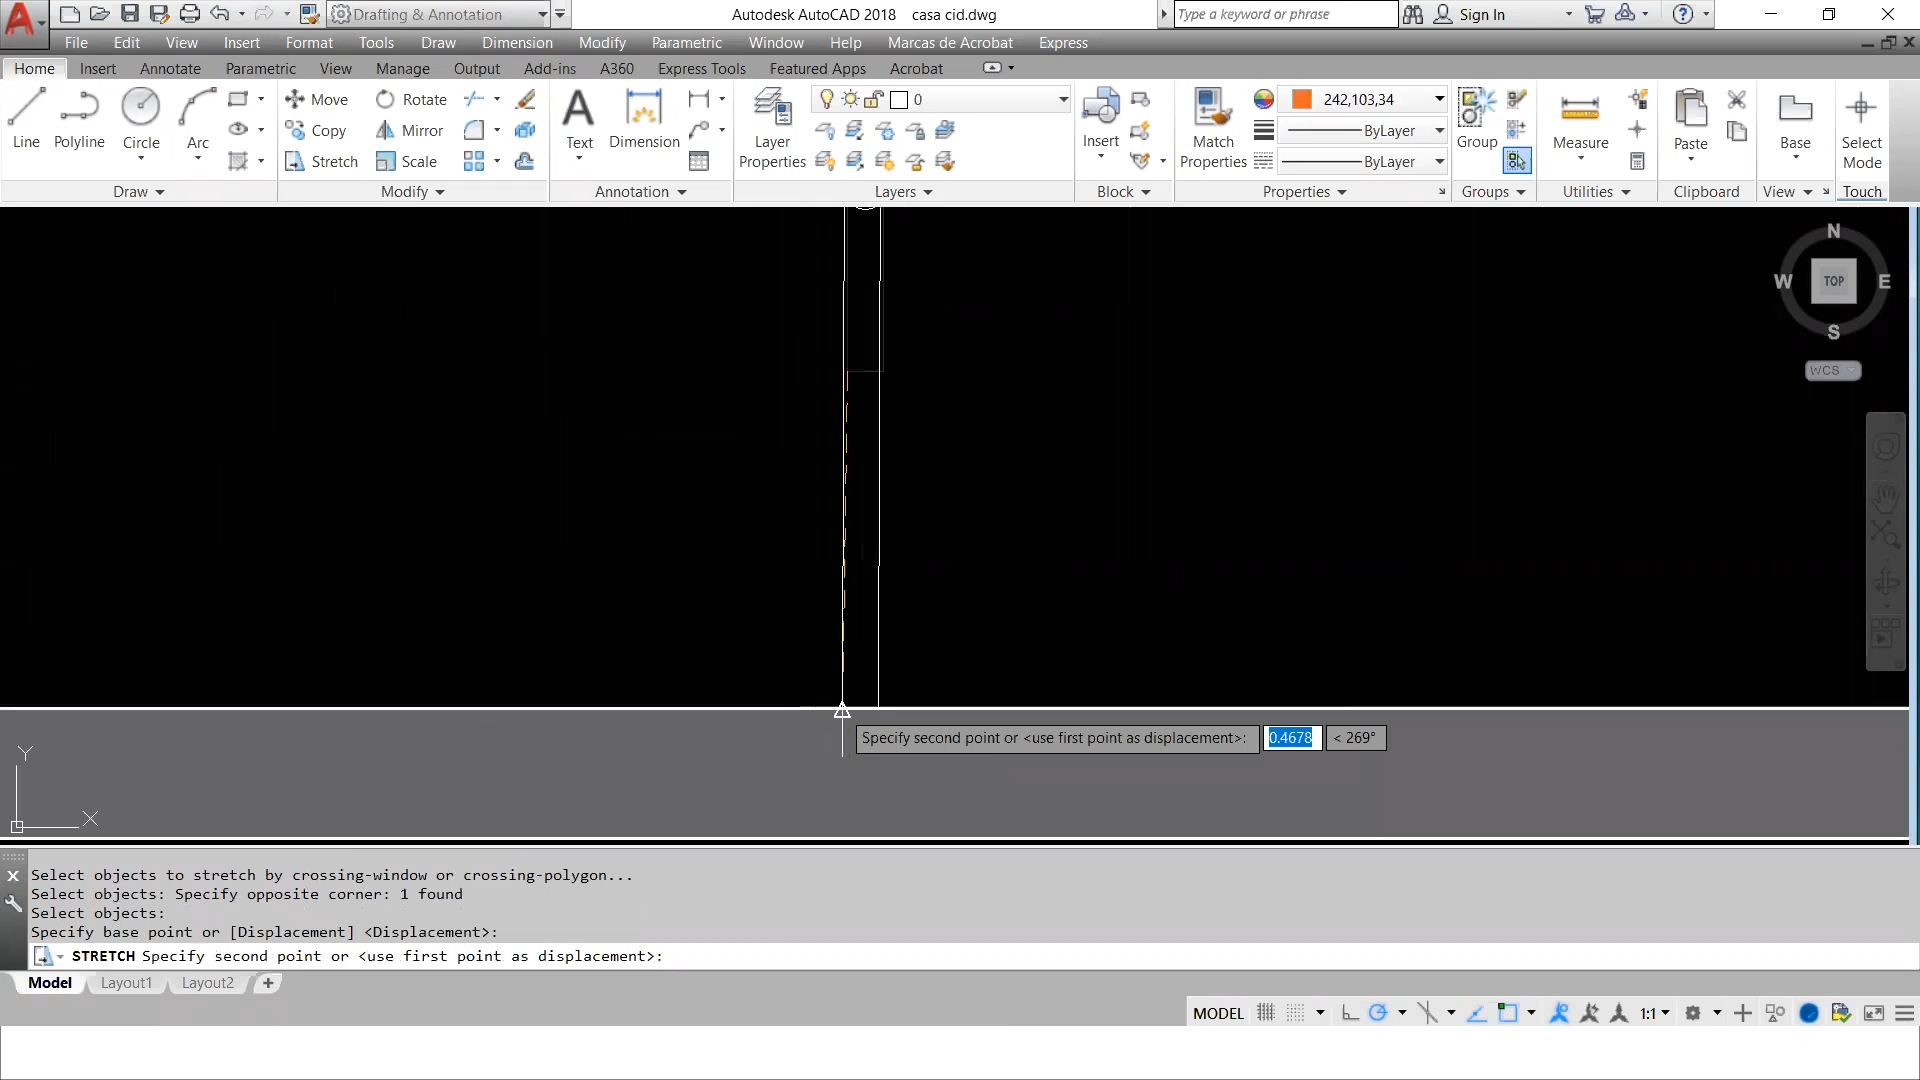 Drafting & Annotation
Autodesk AutoCAD 2018 casa cid.dwg
Type a keyword or phrase
Sign In
File Edit View Insert Format Tools Draw Dimension Modify Parametric Window Help Marcas de Acrobat Express
Home Insert Annotate Parametric View Manage Output Add-ins A360 Express Tools Featured Apps Acrobat
Line Polyline Circle Arc
Move Rotate
Copy Mirror
Stretch Scale
Text Dimension
Layer Properties
0
Insert
Match Properties
242,103,34
ByLayer
ByLayer
Group
Measure
Paste
Base
Select Mode
Draw Modify Annotation Layers Block Properties Groups Utilities Clipboard View Touch
N
W TOP E
S
WCS
Specify second point or <use first point as displacement>: 0.4678 < 269°
Y
X
Select objects to stretch by crossing-window or crossing-polygon...
Select objects: Specify opposite corner: 1 found
Select objects:
Specify base point or [Displacement] <Displacement>:
STRETCH Specify second point or <use first point as displacement>:
Model Layout1 Layout2 +
MODEL 1:1